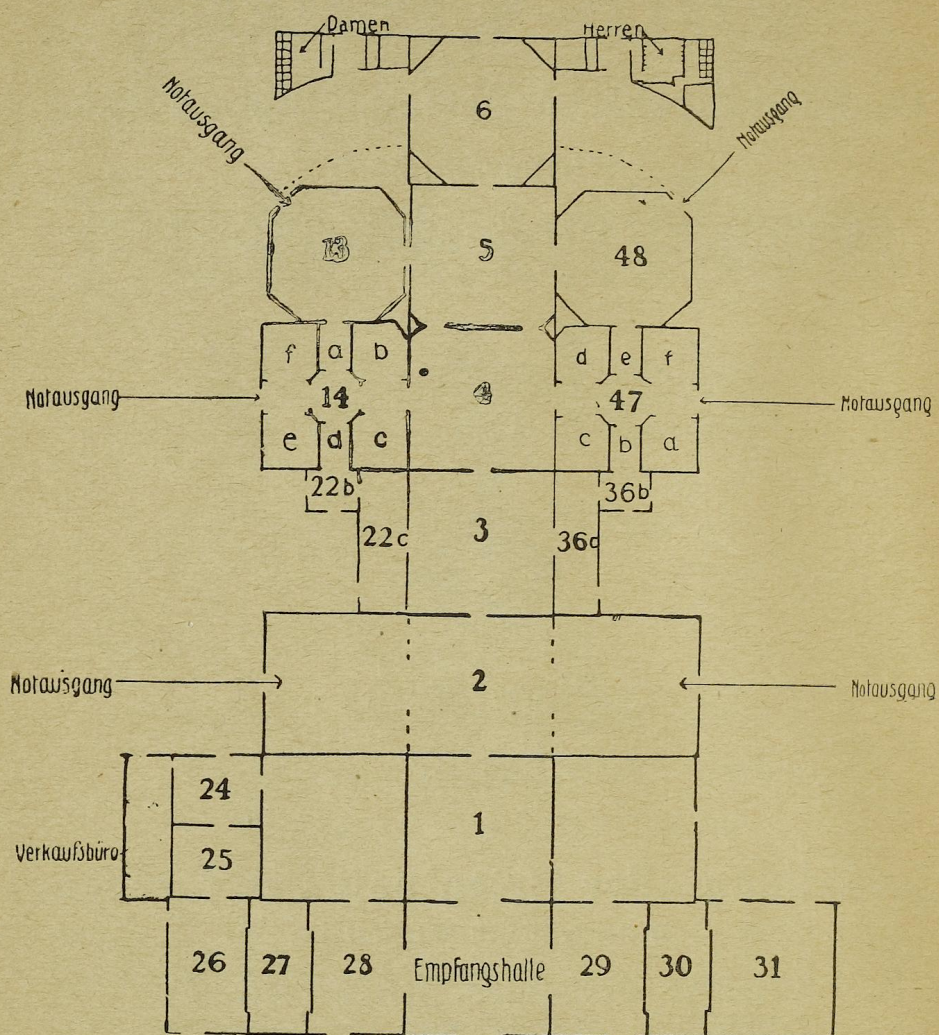 Damen
Herren
Notausgang
Notausgang
6
13
5
48
f a b
d e f
Notausgang
14
4
47
Notausgang
e d c
c b a
22b
36b
22c
3
36c
Notausgang
2
Notausgang
24
1
Verkaufsbüro
25
26 27 28 Empfangshalle 29 30 31